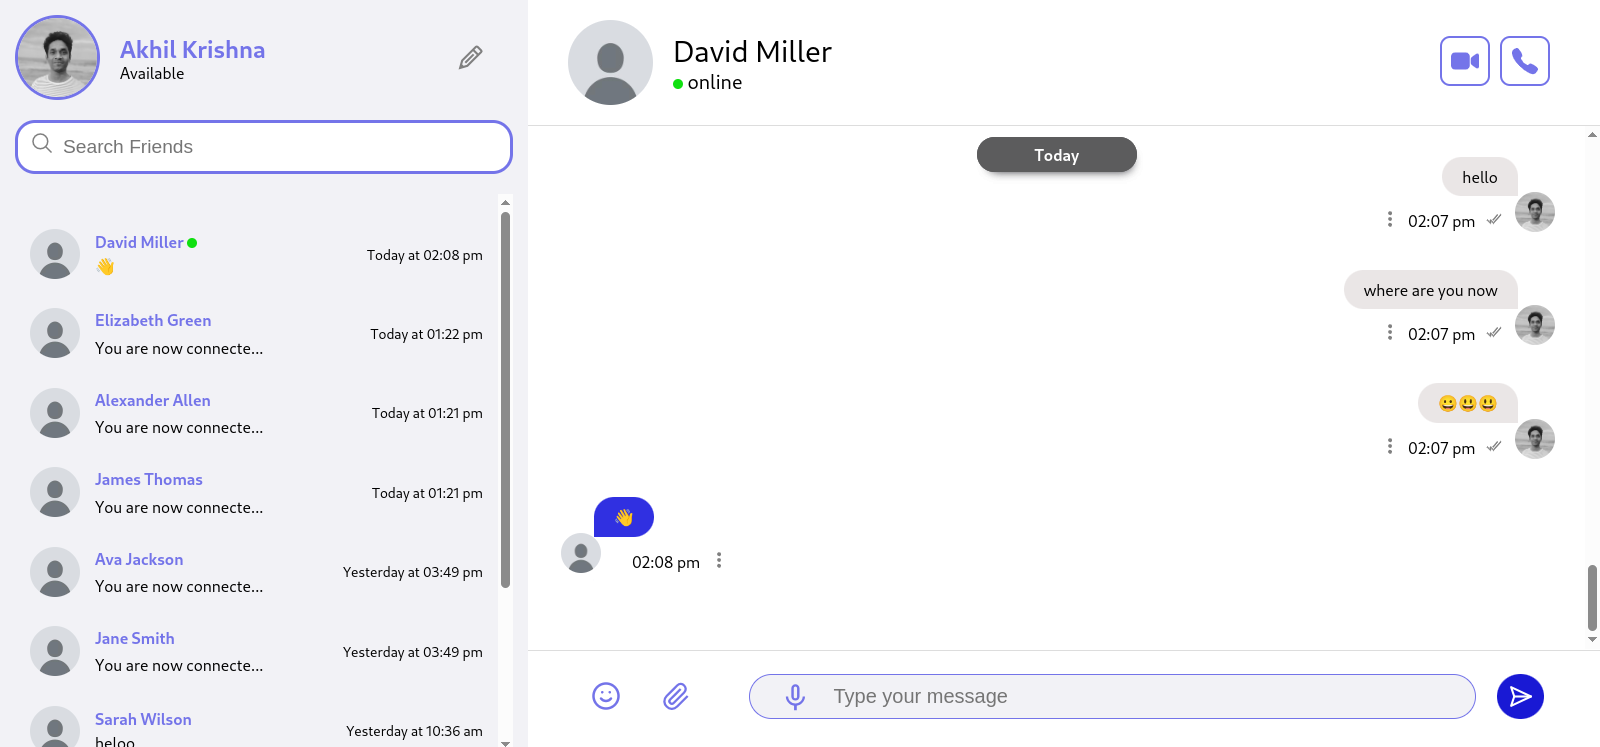 Akhil Krishna
Available
Search Friends
David Miller
👋
Today at 02:08 pm
Elizabeth Green
You are now connecte...
Today at 01:22 pm
Alexander Allen
You are now connecte...
Today at 01:21 pm
James Thomas
You are now connecte...
Today at 01:21 pm
Ava Jackson
You are now connecte...
Yesterday at 03:49 pm
Jane Smith
You are now connecte...
Yesterday at 03:49 pm
Sarah Wilson
heloo
Yesterday at 10:36 am
David Miller
online
Today
hello
02:07 pm
where are you now
02:07 pm
😀😃😃
02:07 pm
👋
02:08 pm
Type your message